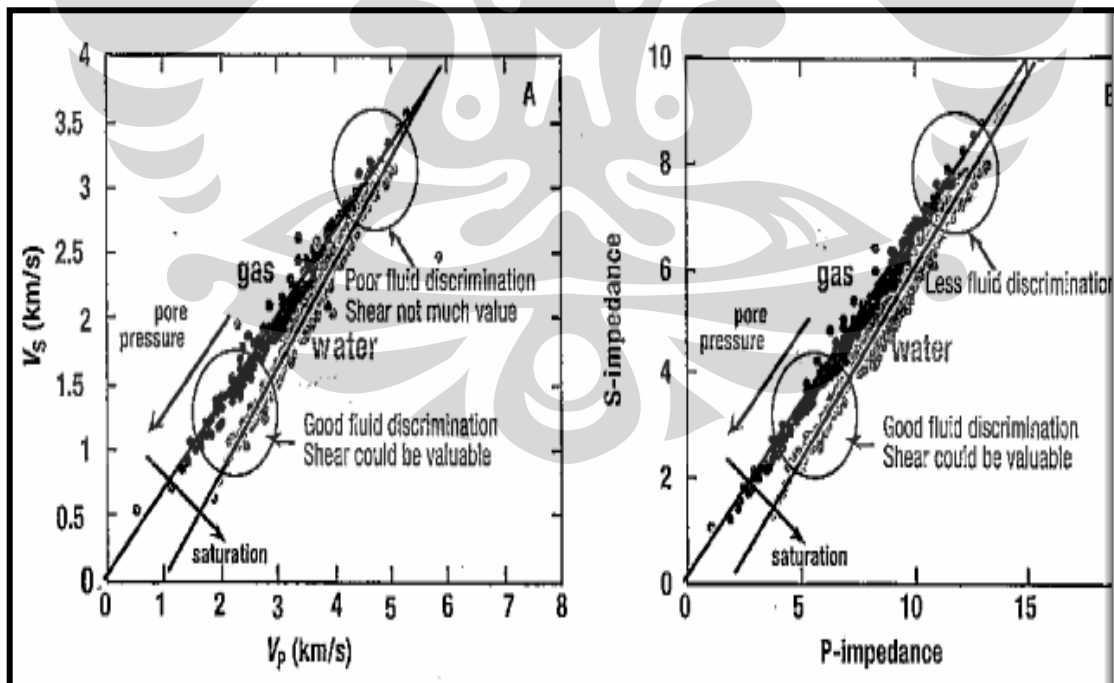 4
3.5
3
2.5
2
1.5
1
0.5
0
Vs (km/s)
A
gas
Poor fluid discrimination
Shear not much value
pore
pressure
water
Good fluid discrimination
Shear could be valuable
saturation
0 1 2 3 4 5 6 7 8
Vp (km/s)
10
8
6
4
2
0
S-impedance
gas
Less fluid discrimination
pore
pressure
water
Good fluid discrimination
Shear could be valuable
saturation
0 5 10 15
P-impedance